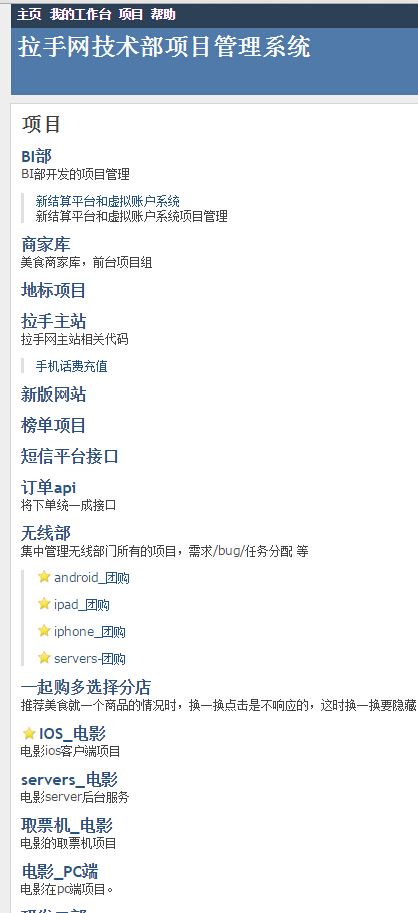 主页 我的工作台 项目 帮助
拉手网技术部项目管理系统
项目
BI部
BI部开发的项目管理
新结算平台和虚拟账户系统
新结算平台和虚拟账户系统项目管理
商家库
美食商家库，前台项目组
地标项目
拉手主站
拉手网主站相关代码
手机话费充值
新版网站
榜单项目
短信平台接口
订单api
将下单统一成接口
无线部
集中管理无线部门所有的项目，需求/bug/任务分配 等
android_团购
ipad_团购
iphone_团购
servers-团购
一起购多选择分店
推荐美食就一个商品的情况时，换一换点击是不响应的，这时换一换要隐藏
IOS_电影
电影ios客户端项目
servers_电影
电影server后台服务
取票机_电影
电影的取票机项目
电影_PC端
电影在pc端项目。